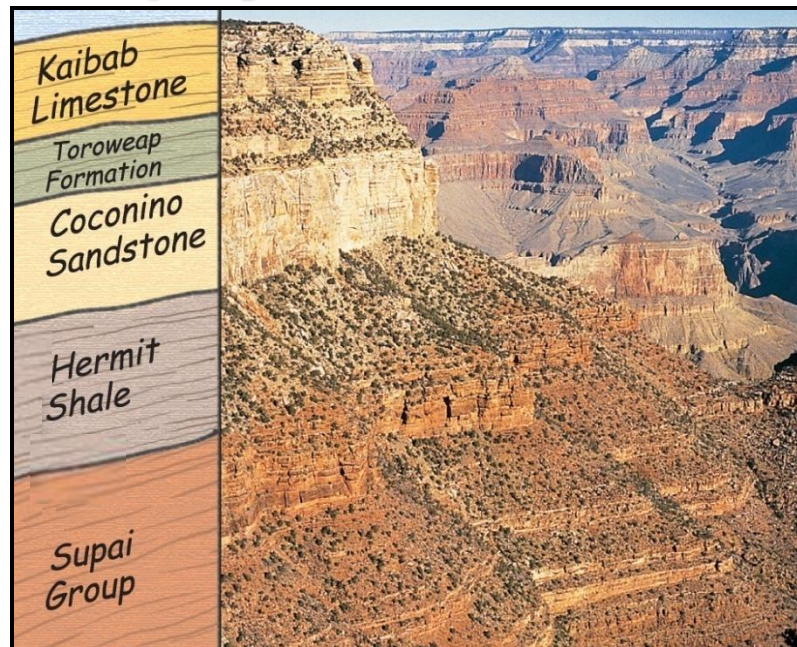 Kaibab
Limestone
Toroweap
Formation
Coconino
Sandstone
Hermit
Shale
Supai
Group